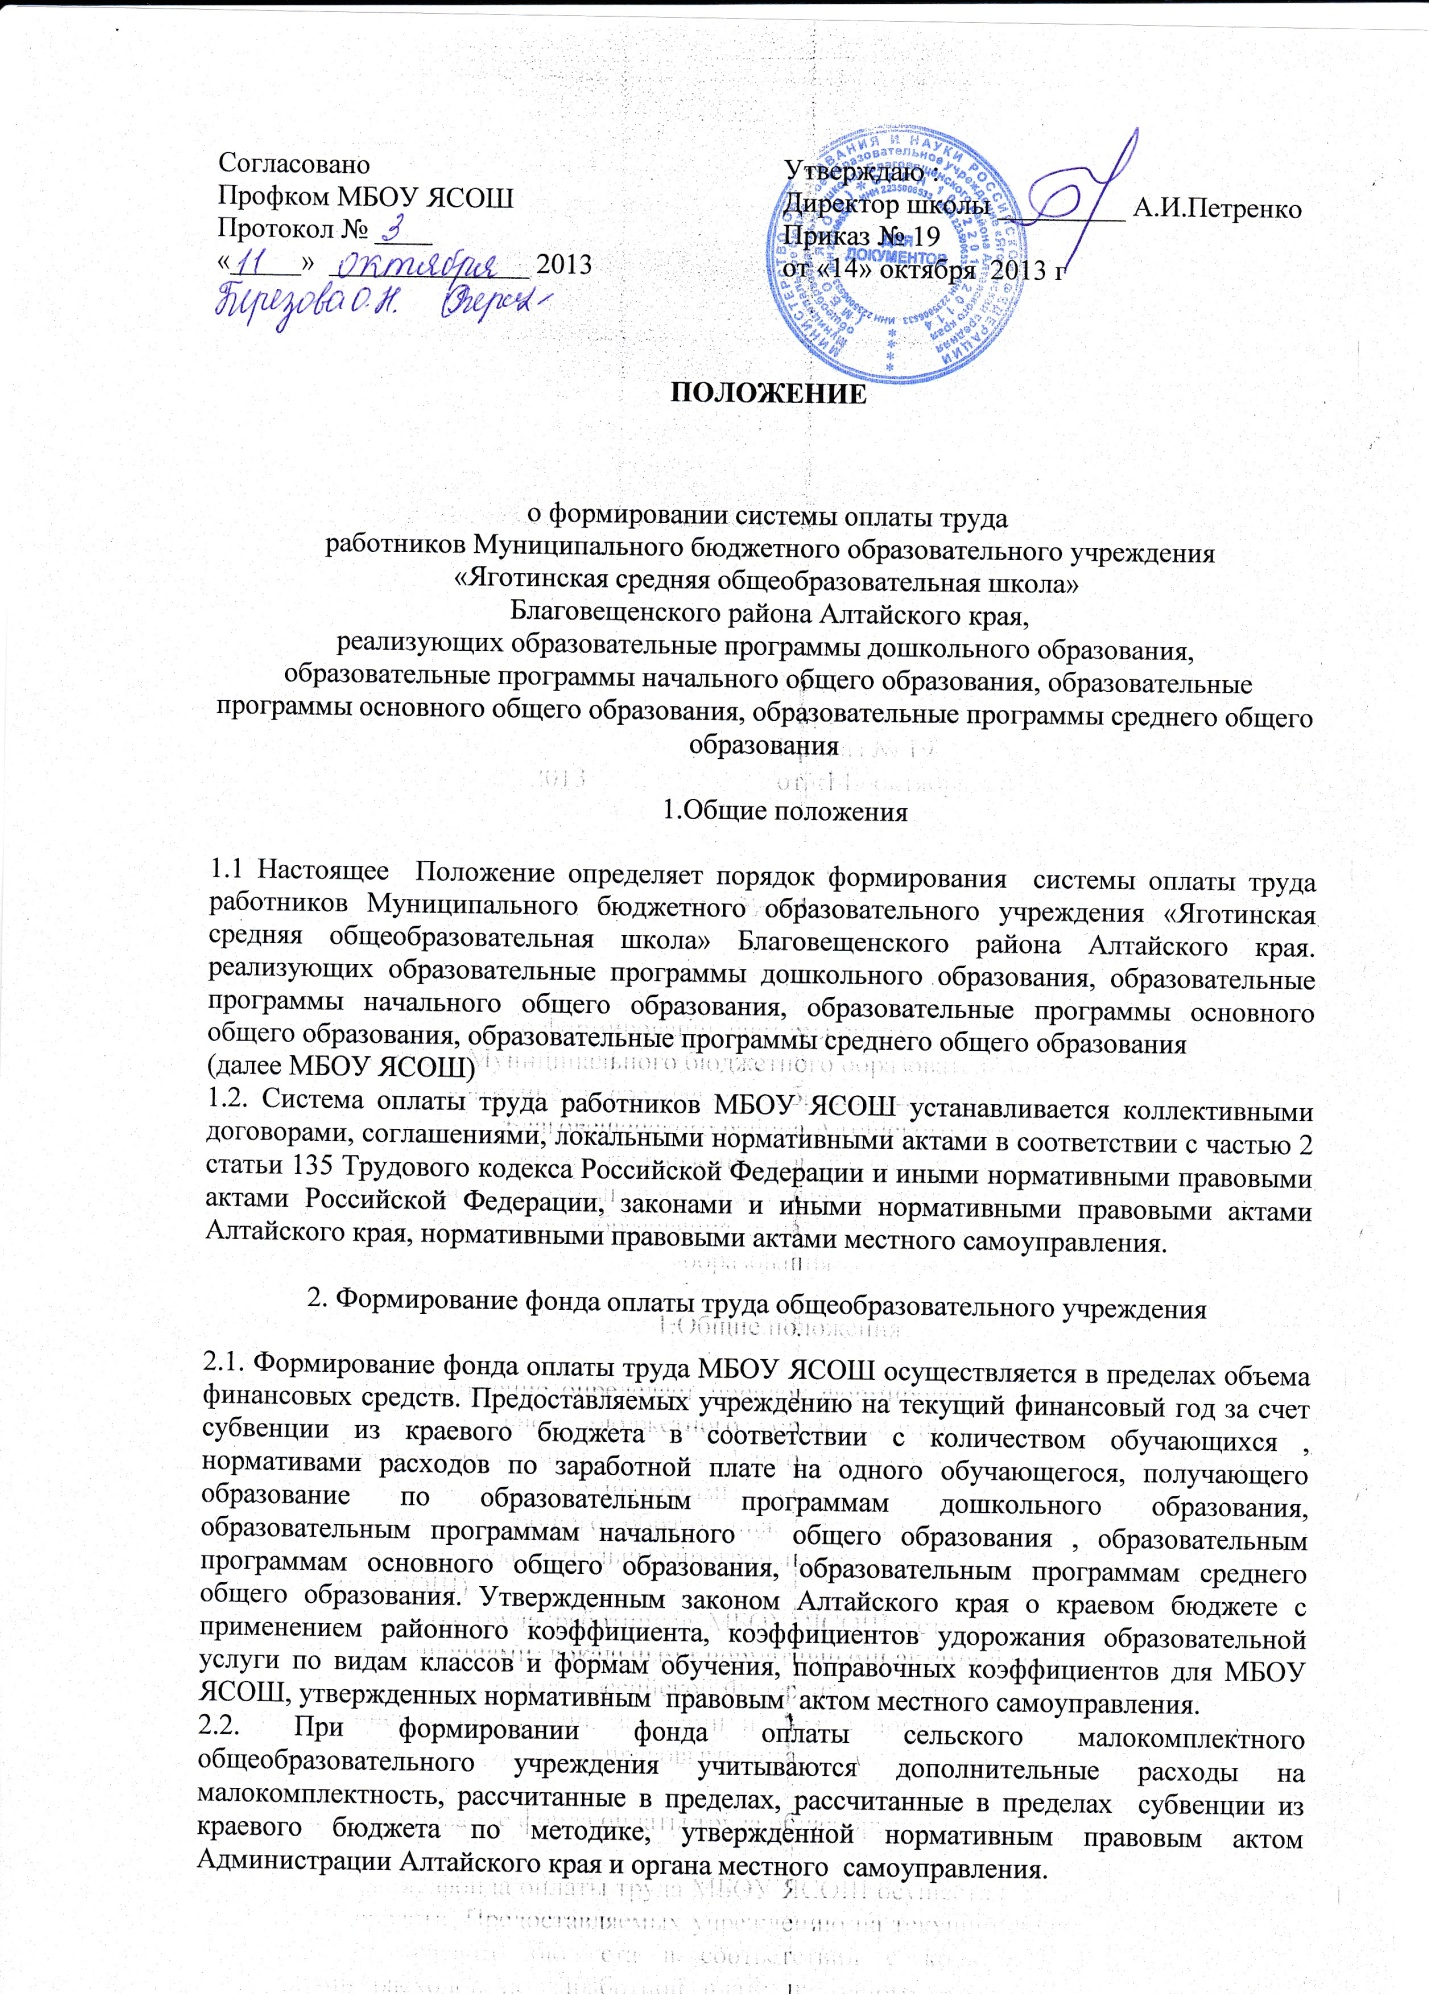 Согласовано
Профком МБОУ ЯСОШ
Протокол № 3
«11» октября 2013
Березова О.Н.
Утверждаю :
Директор школы _________ А.И.Петренко
Приказ № 19
от «14» октября 2013 г
ДЛЯ
ДОКУМЕНТОВ
ПОЛОЖЕНИЕ
о формировании системы оплаты труда
работников Муниципального бюджетного образовательного учреждения
«Яготинская средняя общеобразовательная школа»
Благовещенского района Алтайского края,
реализующих образовательные программы дошкольного образования,
образовательные программы начального общего образования, образовательные
программы основного общего образования, образовательные программы среднего общего
образования
1.Общие положения
1.1 Настоящее Положение определяет порядок формирования системы оплаты труда
работников Муниципального бюджетного образовательного учреждения «Яготинская
средняя общеобразовательная школа» Благовещенского района Алтайского края.
реализующих образовательные программы дошкольного образования, образовательные
программы начального общего образования, образовательные программы основного
общего образования, образовательные программы среднего общего образования
(далее МБОУ ЯСОШ)
1.2. Система оплаты труда работников МБОУ ЯСОШ устанавливается коллективными
договорами, соглашениями, локальными нормативными актами в соответствии с частью 2
статьи 135 Трудового кодекса Российской Федерации и иными нормативными правовыми
актами Российской Федерации, законами и иными нормативными правовыми актами
Алтайского края, нормативными правовыми актами местного самоуправления.
2. Формирование фонда оплаты труда общеобразовательного учреждения
2.1. Формирование фонда оплаты труда МБОУ ЯСОШ осуществляется в пределах объема
финансовых средств. Предоставляемых учреждению на текущий финансовый год за счет
субвенции из краевого бюджета в соответствии с количеством обучающихся ,
нормативами расходов по заработной плате на одного обучающегося, получающего
образование по образовательным программам дошкольного образования,
образовательным программам начального общего образования , образовательным
программам основного общего образования, образовательным программам среднего
общего образования. Утвержденным законом Алтайского края о краевом бюджете с
применением районного коэффициента, коэффициентов удорожания образовательной
услуги по видам классов и формам обучения, поправочных коэффициентов для МБОУ
ЯСОШ, утвержденных нормативным правовым актом местного самоуправления.
2.2. При формировании фонда оплаты сельского малокомплектного
общеобразовательного учреждения учитываются дополнительные расходы на
малокомплектность, рассчитанные в пределах, рассчитанные в пределах субвенции из
краевого бюджета по методике, утвержденной нормативным правовым актом
Администрации Алтайского края и органа местного самоуправления.